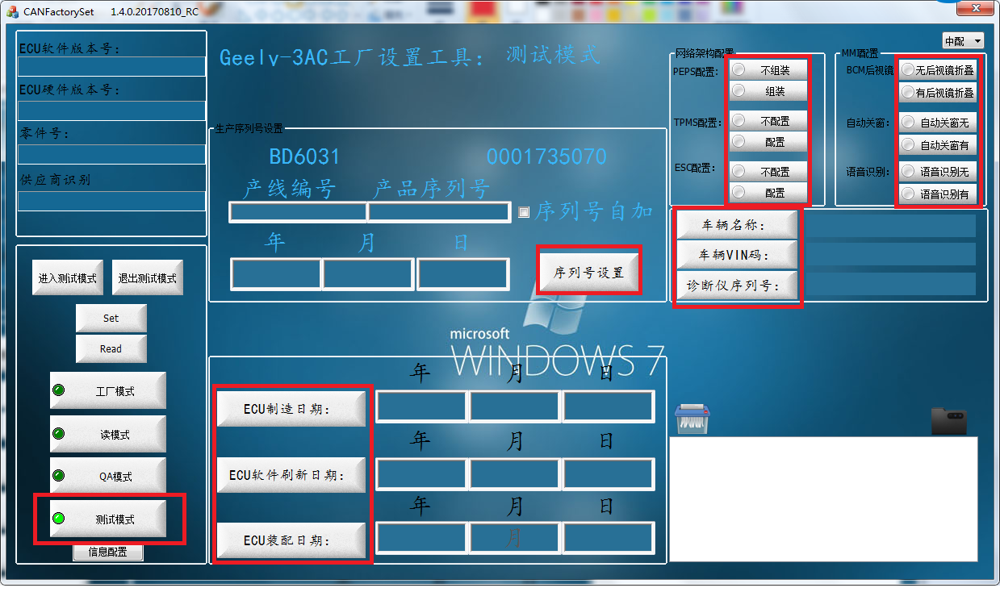 CANFactorySet 1.4.0.20170810_RC
中配
ECU软件版本号：
ECU硬件版本号：
零件号：
供应商识别
进入测试模式 退出测试模式
Set
Read
工厂模式
读模式
QA模式
测试模式
信息配置
Geely-3AC工厂设置工具： 测试模式
生产序列号设置
BD6031 0001735070
产线编号 产品序列号
序列号自加
年 月 日
序列号设置
microsoft
WINDOWS 7
年 月 日
ECU制造日期：
年 月 日
ECU软件刷新日期：
年 月 日
ECU装配日期：
月
网络架构配置
PEPS配置： 不组装
组装
TPMS配置： 不配置
配置
ESC配置： 不配置
配置
MMI配置
BCM后视镜 无后视镜折叠
有后视镜折叠
自动关窗： 自动关窗无
自动关窗有
语音识别： 语音识别无
语音识别有
车辆名称：
车辆VIN码：
诊断仪序列号：